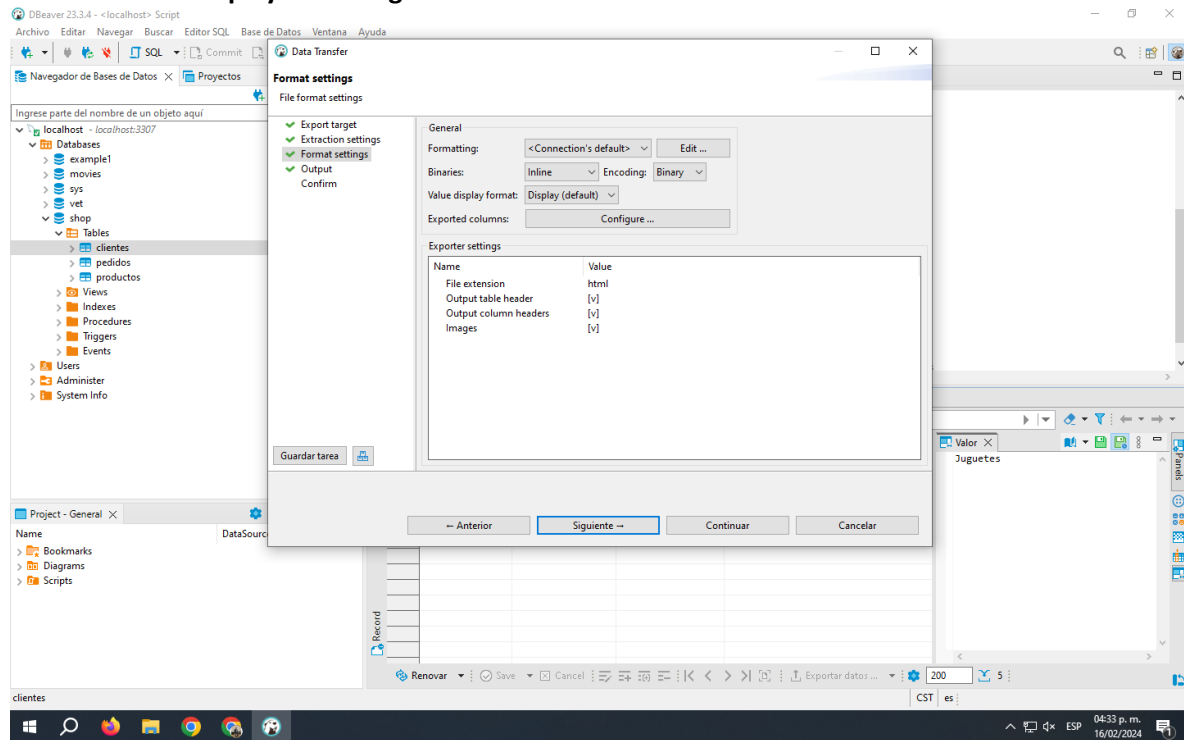 DBeaver 23.3.4 - <localhost> Script
Archivo Editar Navegar Buscar Editor SQL Base de Datos Ventana Ayuda
SQL Commit
Navegador de Bases de Datos Proyectos
Ingrese parte del nombre de un objeto aquí
localhost - localhost:3307
Databases
example1
movies
sys
vet
shop
Tables
clientes
pedidos
productos
Views
Indexes
Procedures
Triggers
Events
Users
Administer
System Info
Project - General
Name DataSourc
Bookmarks
Diagrams
Scripts
Data Transfer
Format settings
File format settings
Export target
Extraction settings
Format settings
Output
Confirm
Guardar tarea
General
Formatting: <Connection's default> Edit ...
Binaries: Inline Encoding: Binary
Value display format: Display (default)
Exported columns: Configure ...
Exporter settings
Name Value
File extension html
Output table header [v]
Output column headers [v]
Images [v]
← Anterior Siguiente → Continuar Cancelar
Valor
Juguetes
Panels
Record
Renovar Save Cancel Exportar datos ... 200 5
clientes CST es
ESP 04:33 p. m.
16/02/2024
1